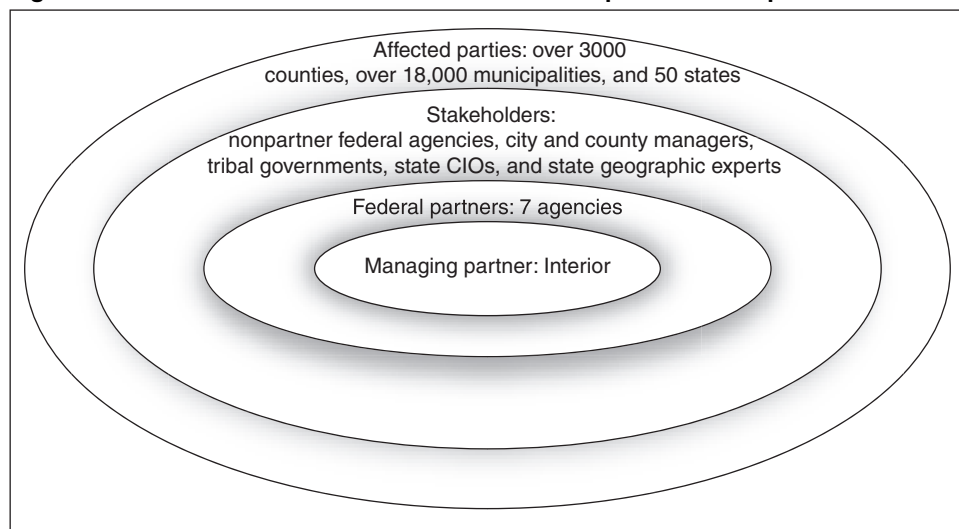 Affected parties: over 3000
counties, over 18,000 municipalities, and 50 states
Stakeholders:
nonpartner federal agencies, city and county managers,
tribal governments, state CIOs, and state geographic experts
Federal partners: 7 agencies
Managing partner: Interior